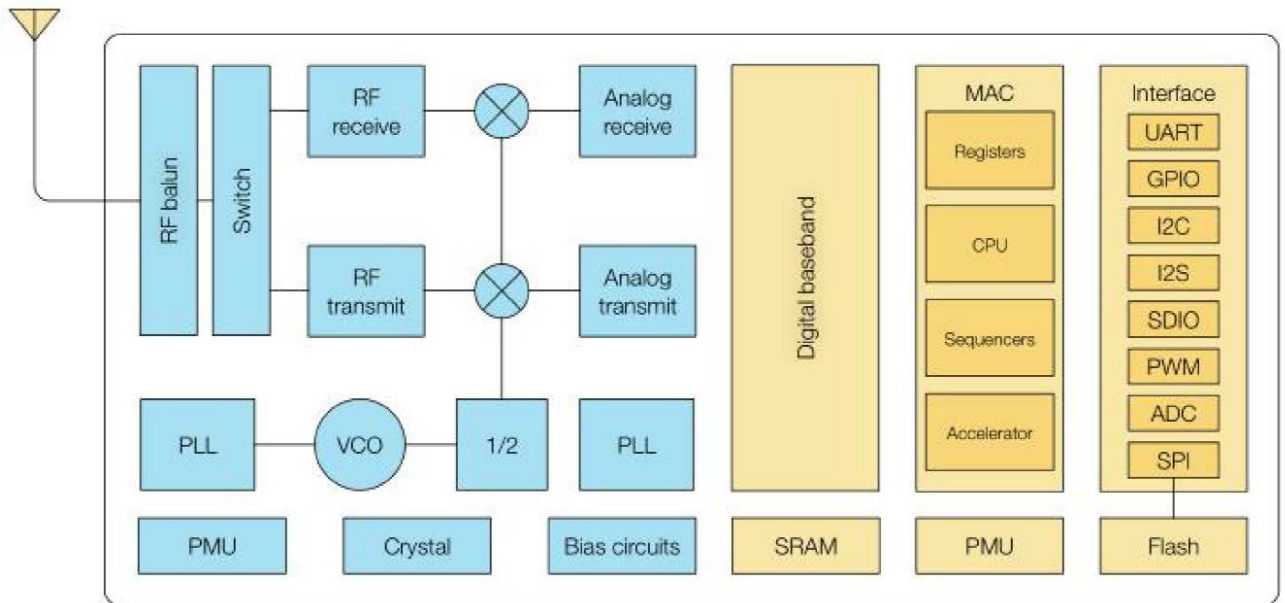 RF balun
Switch
RF
receive
Analog
receive
RF
transmit
Analog
transmit
PLL
VCO
1/2
PLL
PMU
Crystal
Bias circuits
Digital baseband
SRAM
MAC
Registers
CPU
Sequencers
Accelerator
PMU
Interface
UART
GPIO
I2C
I2S
SDIO
PWM
ADC
SPI
Flash